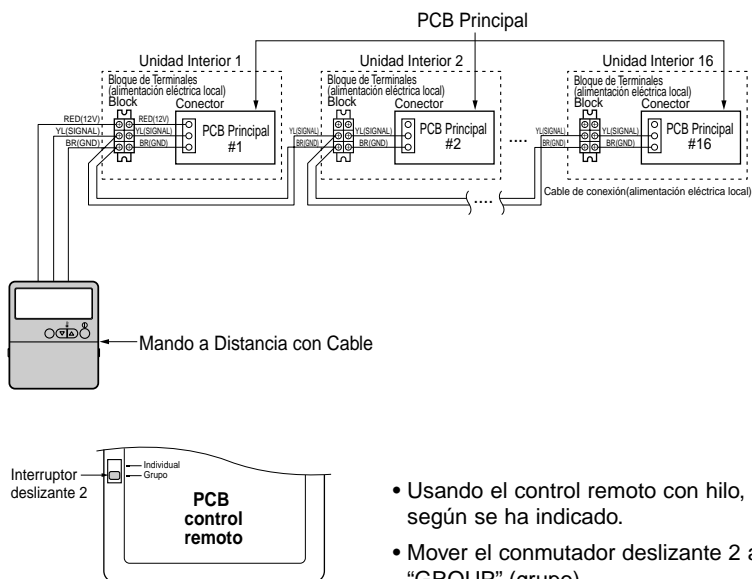 PCB Principal
Unidad Interior 1
Unidad Interior 2
Unidad Interior 16
Bloque de Terminales
(alimentación eléctrica local)
Block
Conector
Bloque de Terminales
(alimentación eléctrica local)
Block
Conector
Bloque de Terminales
(alimentación eléctrica local)
Block
Conector
RED(12V)
YL(SIGNAL)
BR(GND)
RED(12V)
YL(SIGNAL)
BR(GND)
PCB Principal
#1
YL(SIGNAL)
BR(GND)
YL(SIGNAL)
BR(GND)
PCB Principal
#2
....
YL(SIGNAL)
BR(GND)
YL(SIGNAL)
BR(GND)
PCB Principal
#16
Cable de conexión(alimentación eléctrica local)
....
Mando a Distancia con Cable
Interruptor
deslizante 2
Individual
Grupo
PCB
control
remoto
• Usando el control remoto con hilo,
según se ha indicado.
• Mover el conmutador deslizante 2 a
“GROUP” (grupo)